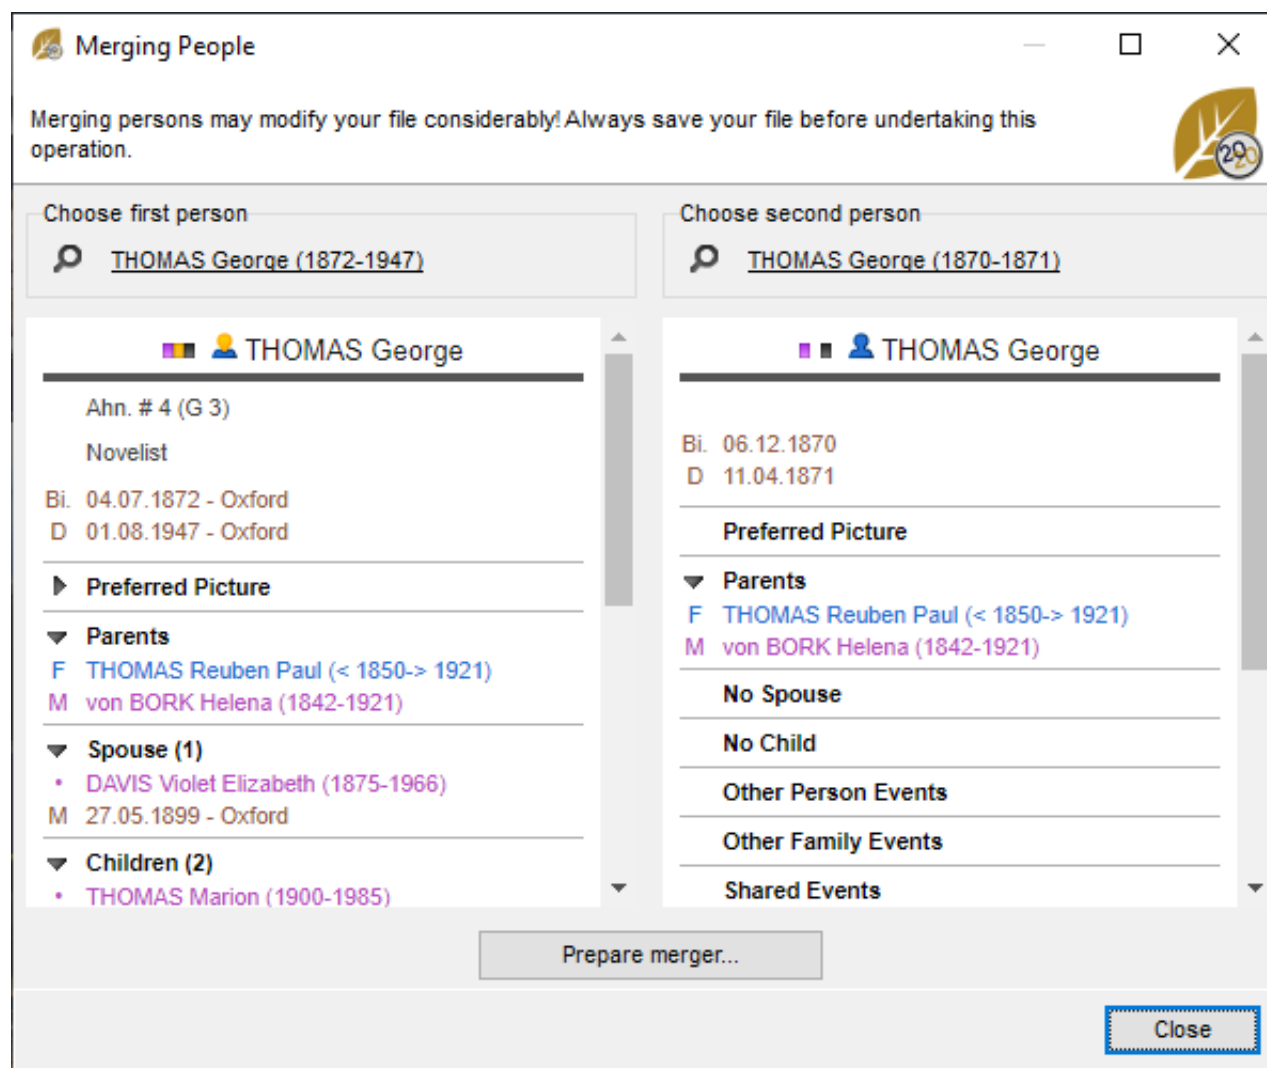 Merging People
Merging persons may modify your file considerably! Always save your file before undertaking this
operation.
2020
Choose first person
THOMAS George (1872-1947)
THOMAS George
Ahn. # 4 (G 3)
Novelist
Bi. 04.07.1872 - Oxford
D 01.08.1947 - Oxford
Preferred Picture
Parents
F THOMAS Reuben Paul (< 1850-> 1921)
M von BORK Helena (1842-1921)
Spouse (1)
• DAVIS Violet Elizabeth (1875-1966)
M 27.05.1899 - Oxford
Children (2)
• THOMAS Marion (1900-1985)
Choose second person
THOMAS George (1870-1871)
THOMAS George
Bi. 06.12.1870
D 11.04.1871
Preferred Picture
Parents
F THOMAS Reuben Paul (< 1850-> 1921)
M von BORK Helena (1842-1921)
No Spouse
No Child
Other Person Events
Other Family Events
Shared Events
Prepare merger...
Close